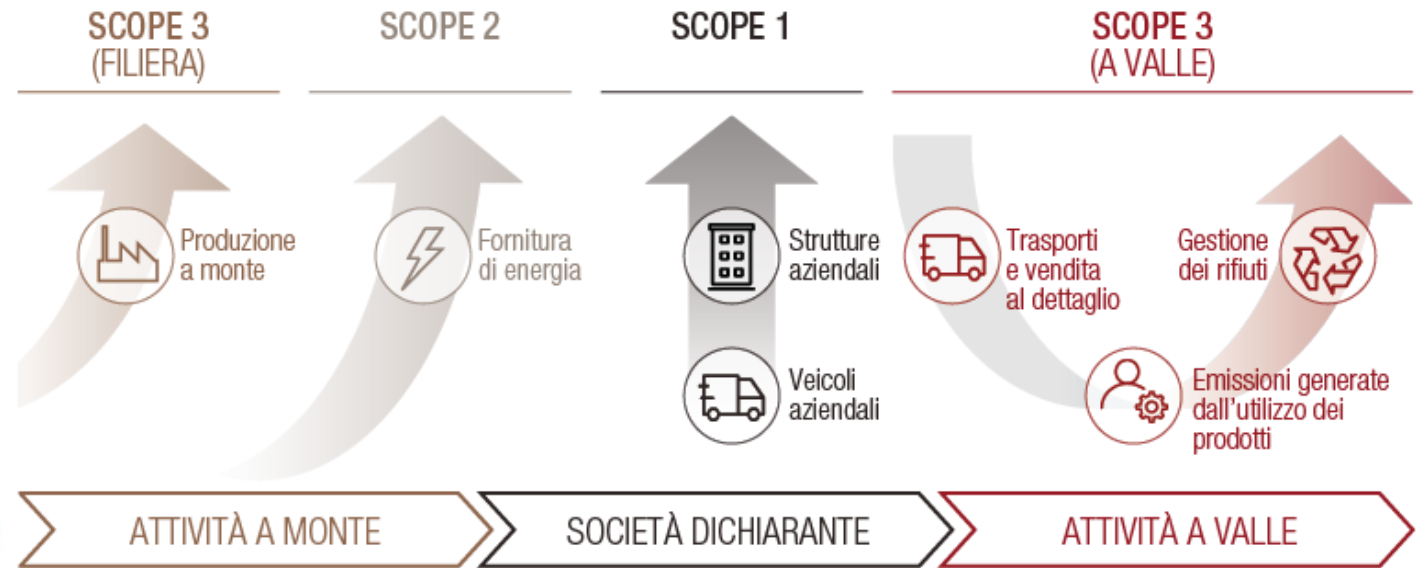 SCOPE 3
(FILIERA)
SCOPE 2
SCOPE 1
SCOPE 3
(A VALLE)
Produzione
a monte
Fornitura
di energia
Strutture
aziendali
Veicoli
aziendali
Trasporti
e vendita
al dettaglio
Gestione
dei rifiuti
Emissioni generate
dall'utilizzo dei
prodotti
ATTIVITÀ A MONTE
SOCIETÀ DICHIARANTE
ATTIVITÀ A VALLE